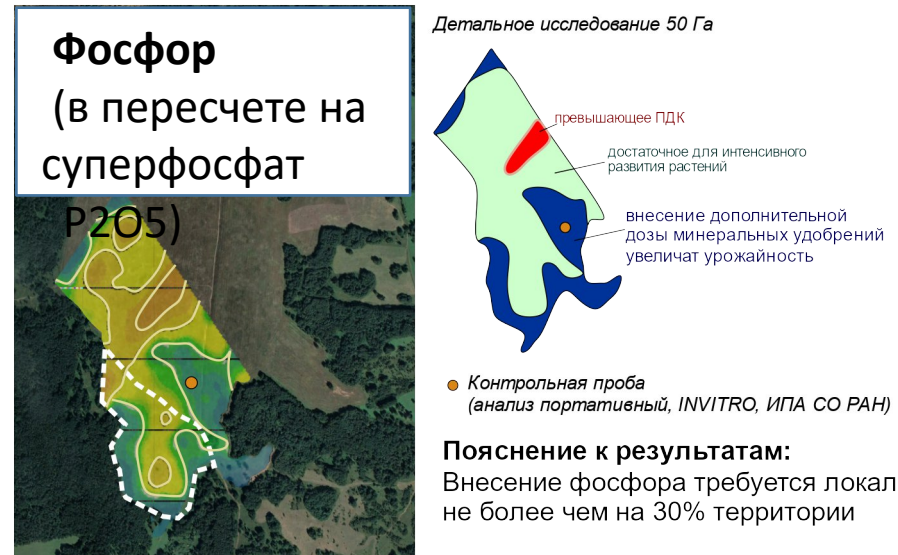 Фосфор
(в пересчете на
суперфосфат
P2O5)
Детальное исследование 50 Га
превышающее ПДК
достаточное для интенсивного
развития растений
внесение дополнительной
дозы минеральных удобрений
увеличат урожайность
Контрольная проба
(анализ портативный, INVITRO, ИПА СО РАН)
Пояснение к результатам:
Внесение фосфора требуется локал
не более чем на 30% территории